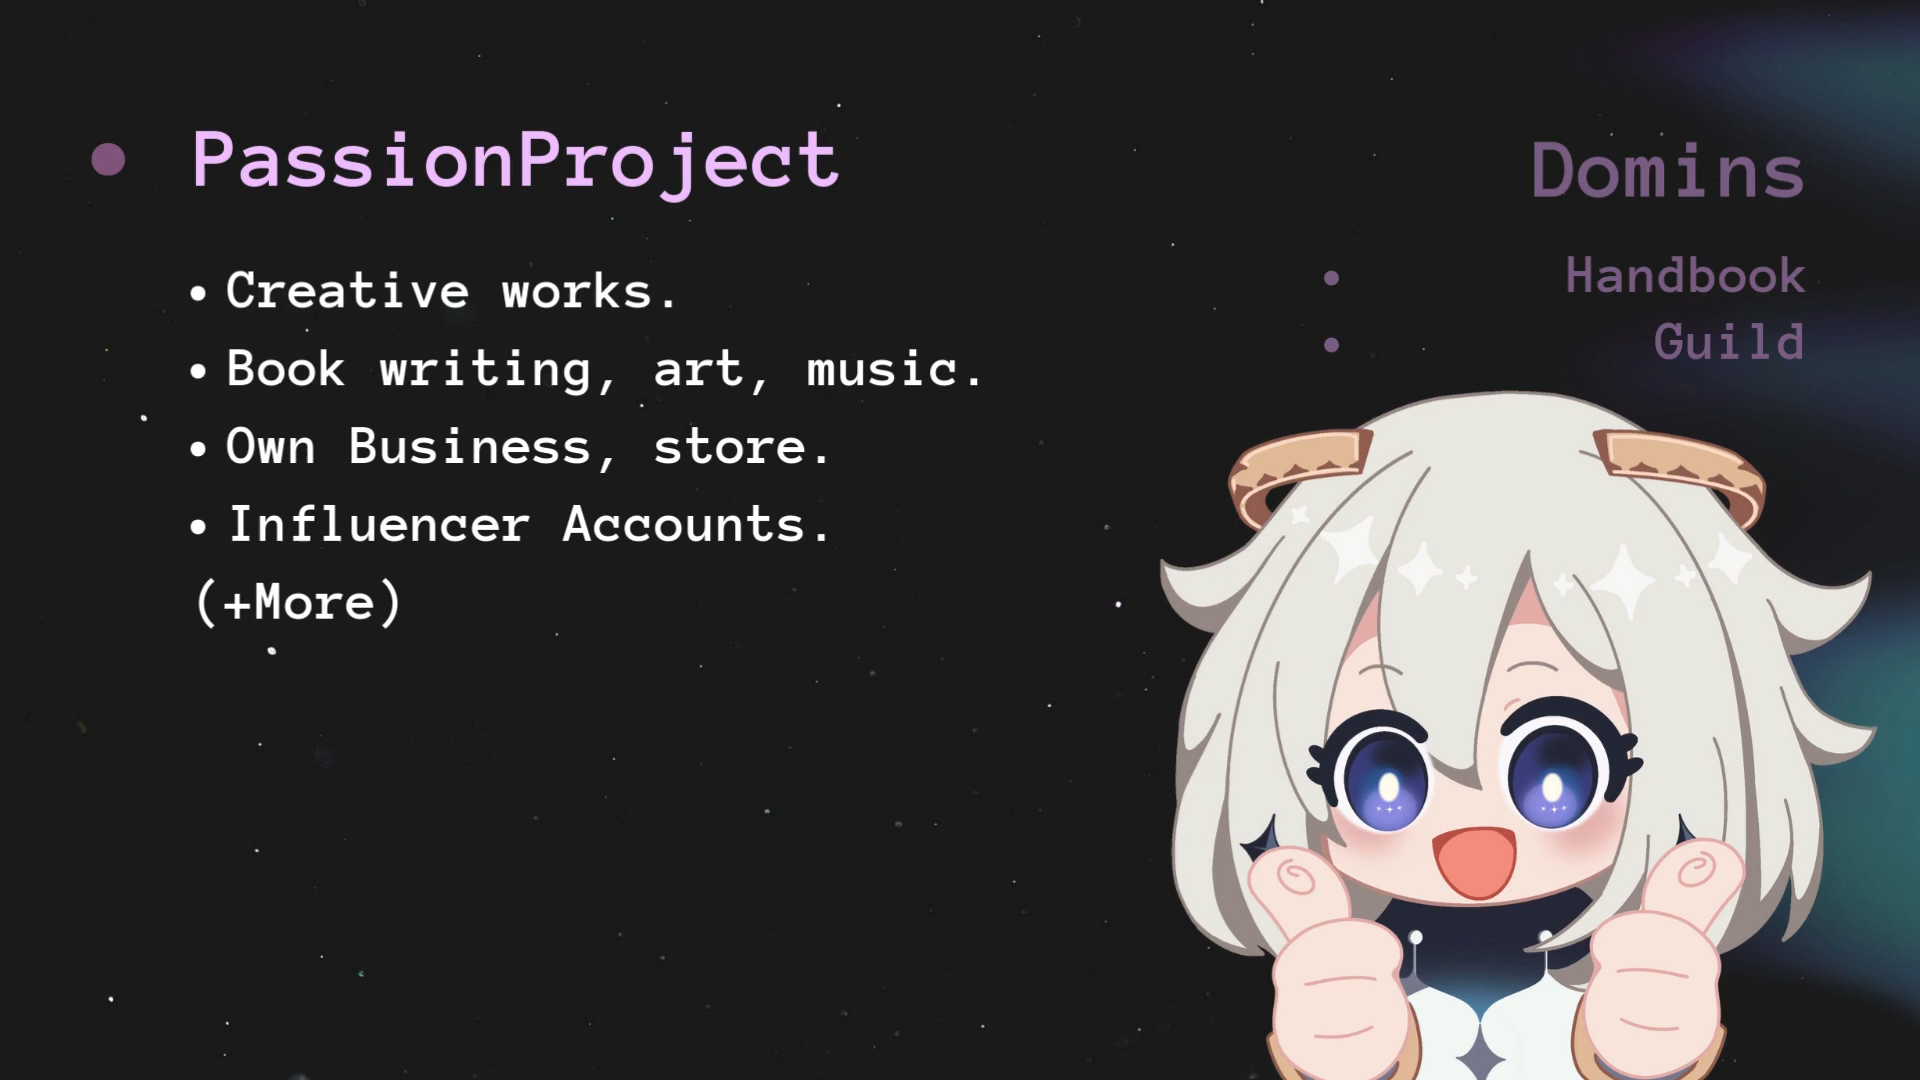 • PassionProject
• Creative works.
• Book writing, art, music.
• Own Business, store.
• Influencer Accounts.
(+More)
Domins
• Handbook
• Guild